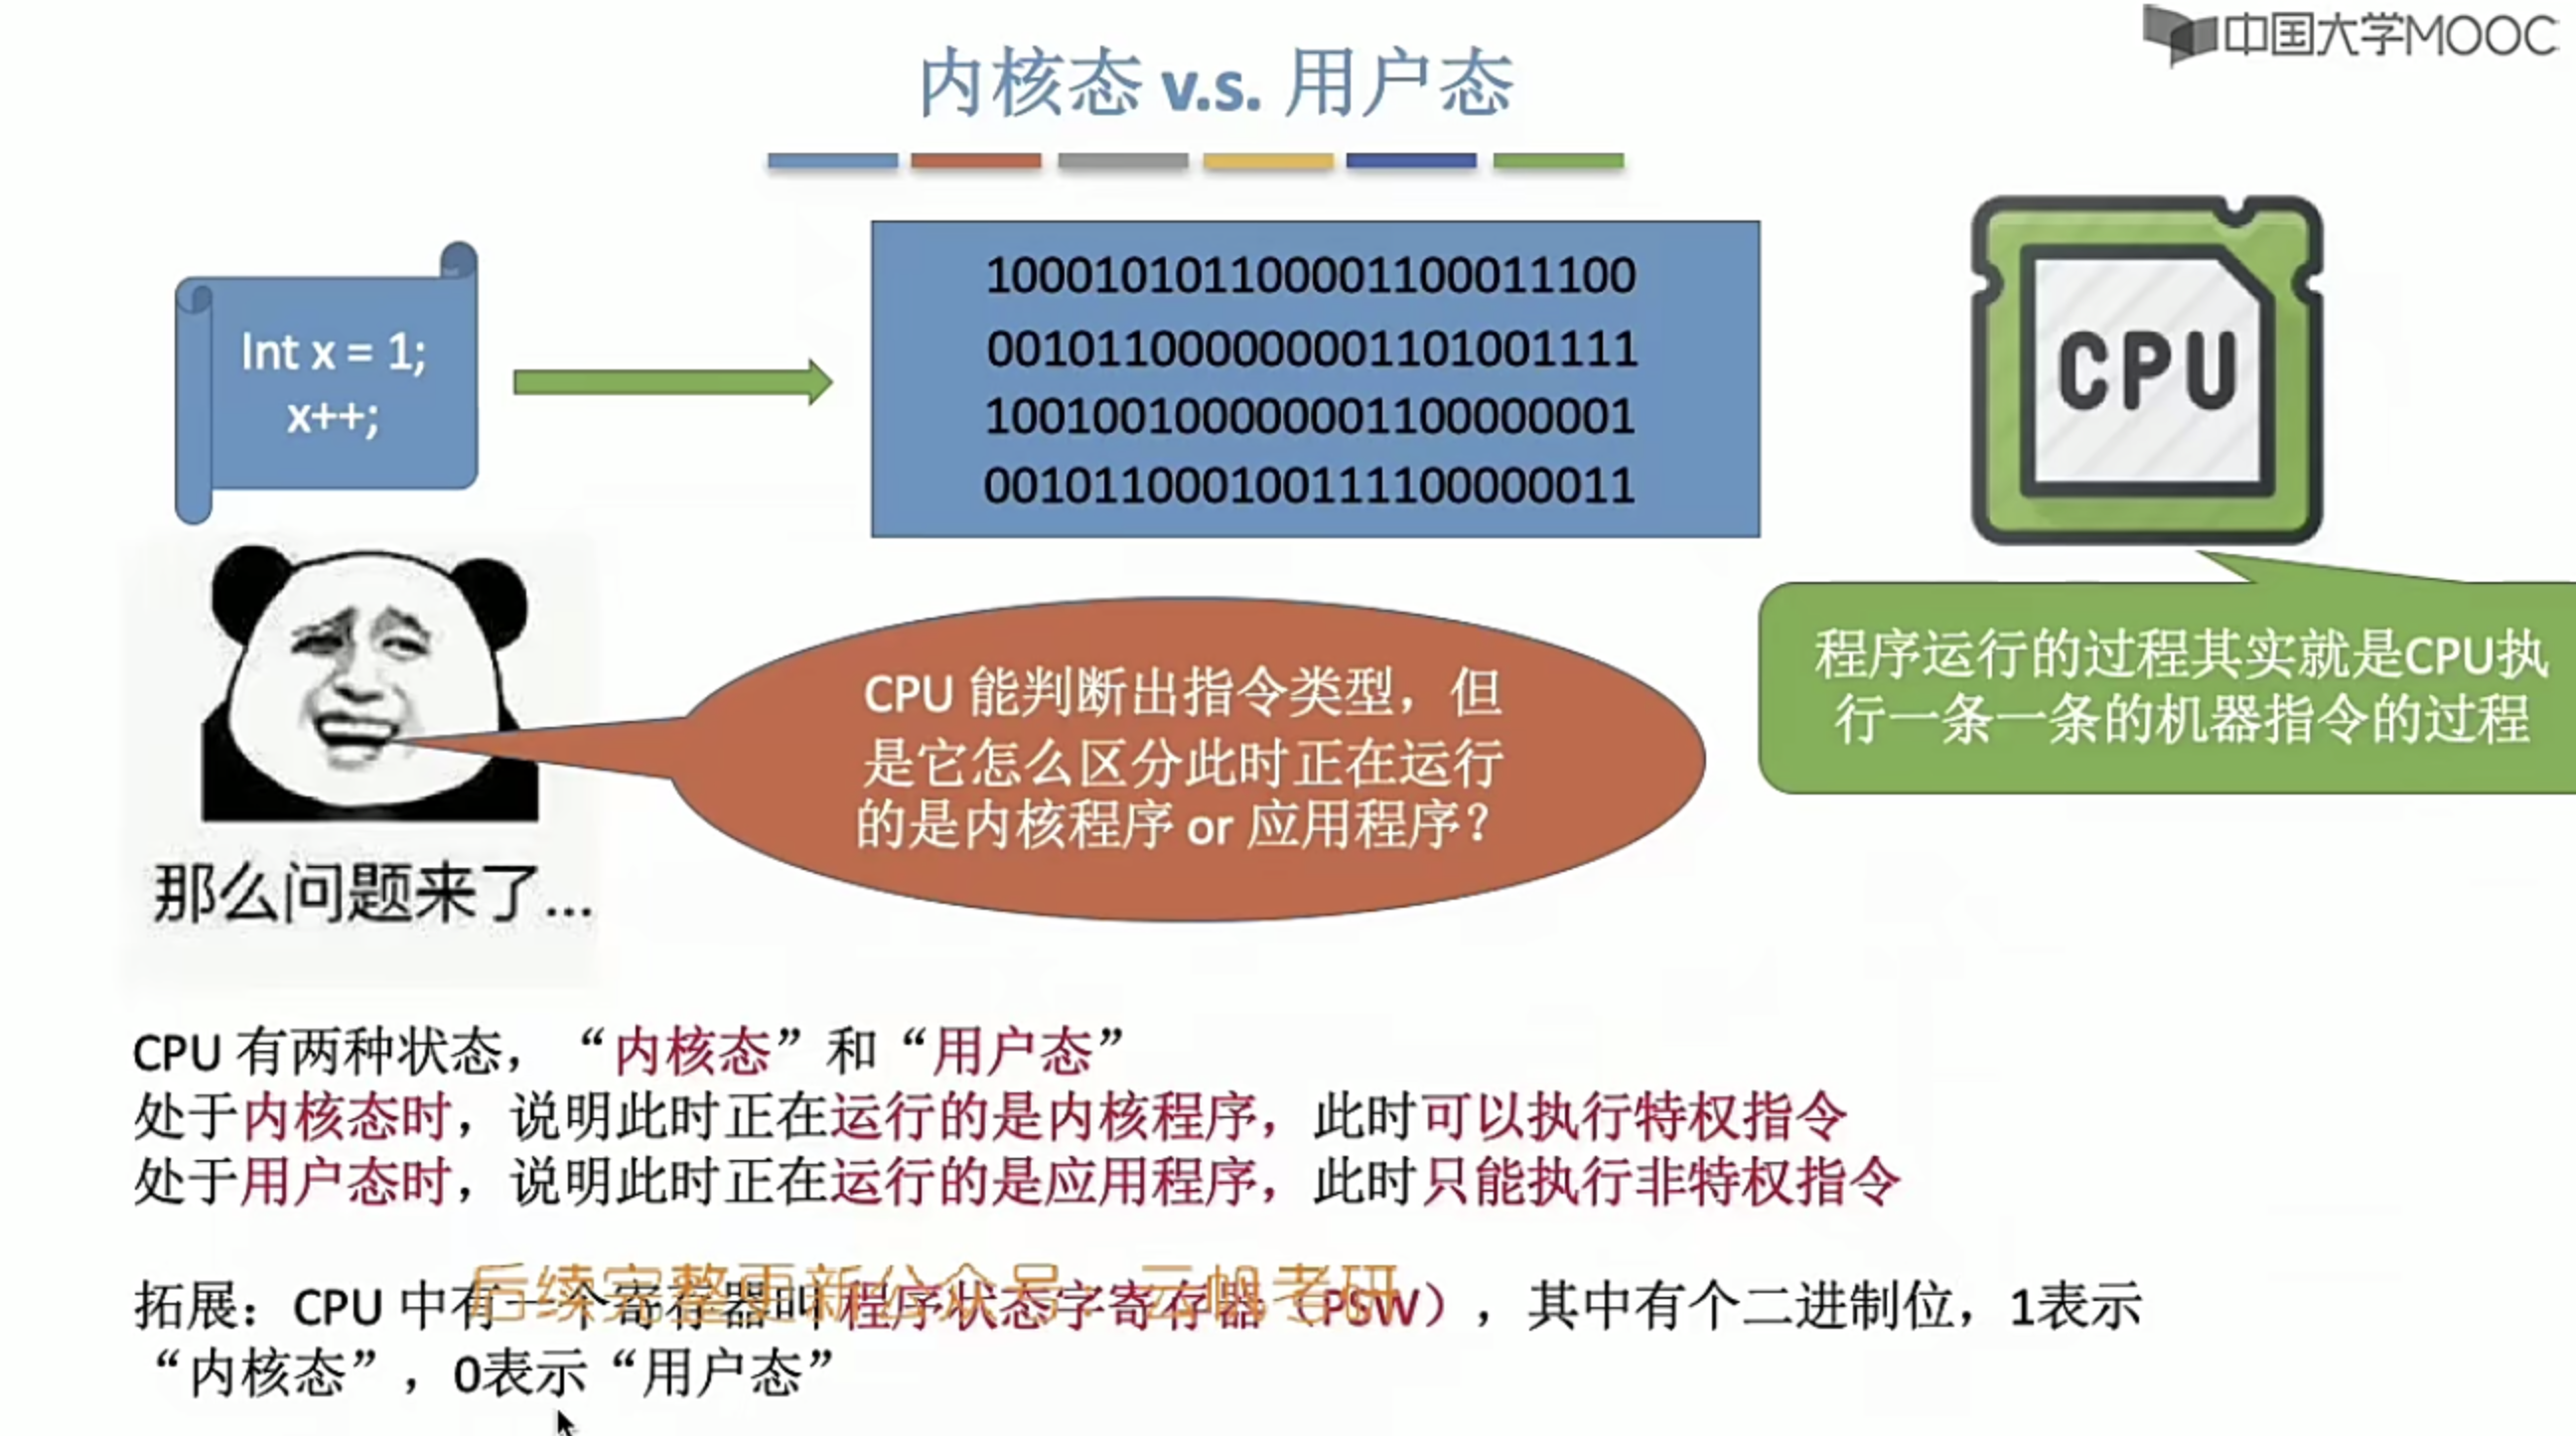 中国大学MOOC
内核态 v.s. 用户态
Int x = 1;
x++;
100010101100001100011100
001011000000001101001111
100100100000001100000001
001011000100111100000011
CPU
程序运行的过程其实就是CPU执
行一条一条的机器指令的过程
CPU 能判断出指令类型，但
是它怎么区分此时正在运行
的是内核程序 or 应用程序？
那么问题来了...
CPU 有两种状态，“内核态”和“用户态”
处于内核态时，说明此时正在运行的是内核程序，此时可以执行特权指令
处于用户态时，说明此时正在运行的是应用程序，此时只能执行非特权指令
后续完整更新公众号：云帆考研
拓展：CPU 中有一个寄存器叫程序状态字寄存器（PSW），其中有个二进制位，1表示
“内核态”，0表示“用户态”